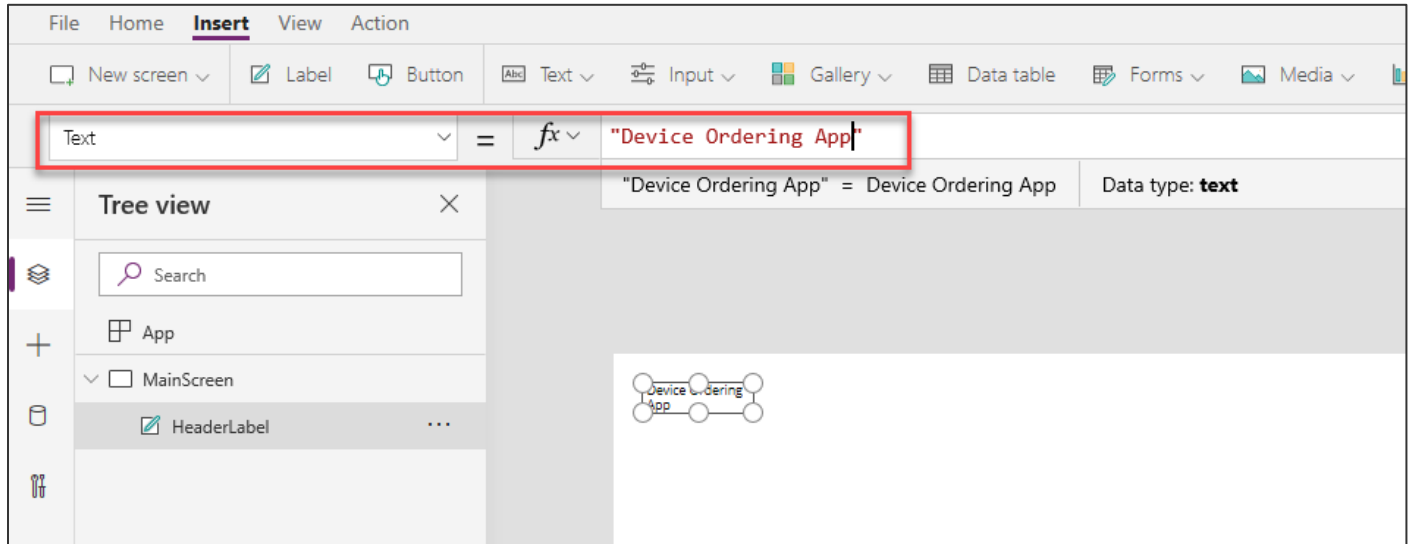 File Home Insert View Action
New screen Label Button Abc Text Input Gallery Data table Forms Media
Text = fx "Device Ordering App"
"Device Ordering App" = Device Ordering App Data type: text
Tree view
Search
App
MainScreen
HeaderLabel ...
Device Ordering
App